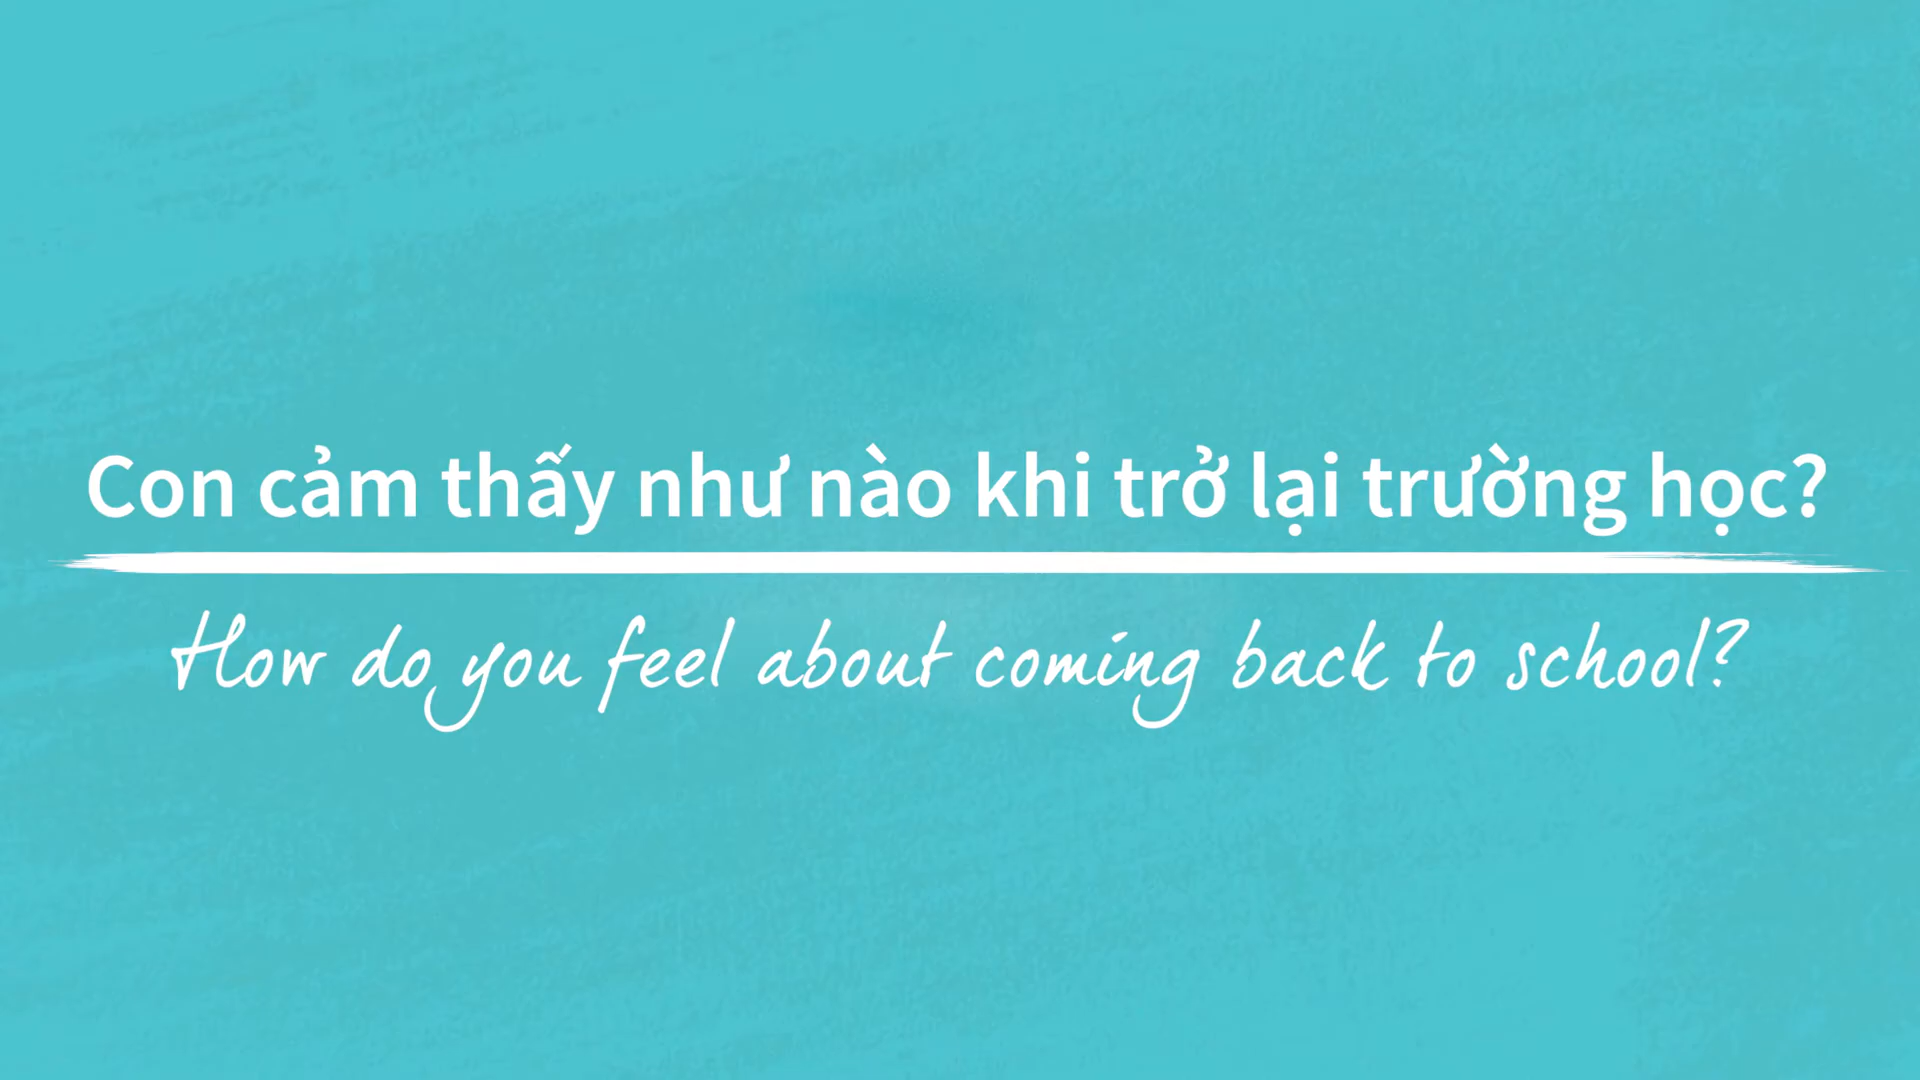 Con cảm thấy như nào khi trở lại trường học?
How do you feel about coming back to school?